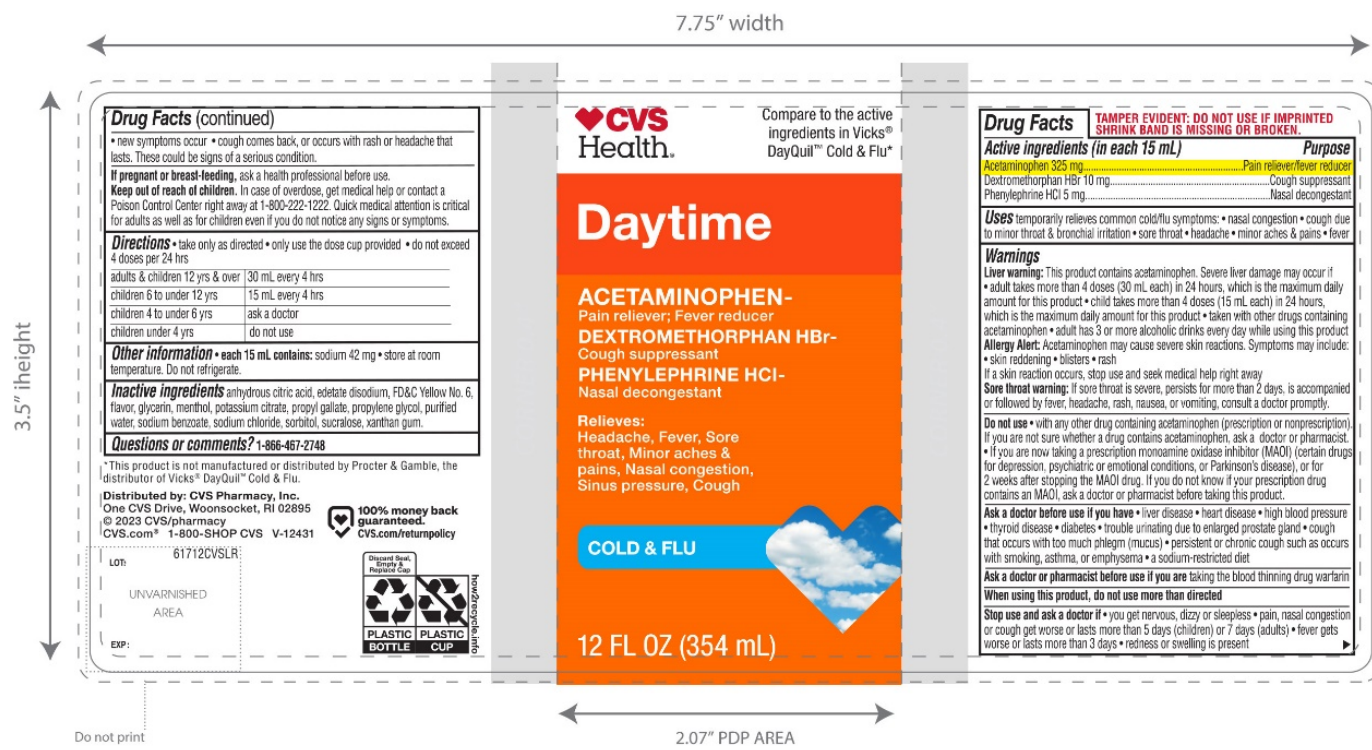 7.75" width
3.5" iheight
Drug Facts (continued)
• new symptoms occur • cough comes back, or occurs with rash or headache that
lasts. These could be signs of a serious condition.
If pregnant or breast-feeding, ask a health professional before use.
Keep out of reach of children. In case of overdose, get medical help or contact a
Poison Control Center right away at 1-800-222-1222. Quick medical attention is critical
for adults as well as for children even if you do not notice any signs or symptoms.
Directions • take only as directed • only use the dose cup provided • do not exceed
4 doses per 24 hrs
adults & children 12 yrs & over 30 mL every 4 hrs
children 6 to under 12 yrs 15 mL every 4 hrs
children 4 to under 6 yrs ask a doctor
children under 4 yrs do not use
Other information • each 15 mL contains: sodium 42 mg • store at room
temperature. Do not refrigerate.
Inactive ingredients anhydrous citric acid, edetate disodium, FD&C Yellow No. 6,
flavor, glycerin, menthol, potassium citrate, propyl gallate, propylene glycol, purified
water, sodium benzoate, sodium chloride, sorbitol, sucralose, xanthan gum.
Questions or comments? 1-866-467-2748
*This product is not manufactured or distributed by Procter & Gamble, the
distributor of Vicks® DayQuil™ Cold & Flu.
Distributed by: CVS Pharmacy, Inc.
One CVS Drive, Woonsocket, RI 02895
© 2023 CVS/pharmacy
CVS.com® 1-800-SHOP CVS V-12431
100% money back
guaranteed.
CVS.com/returnpolicy
61712CVSLR
LOT:
UNVARNISHED
AREA
EXP:
Do not print
Discard Seal,
Empty &
Replace Cap
PLASTIC PLASTIC
BOTTLE CUP
how2recycle.info
CVS
Health®
Compare to the active
ingredients in Vicks®
DayQuil™ Cold & Flu*
Daytime
ACETAMINOPHEN-
Pain reliever; Fever reducer
DEXTROMETHORPHAN HBr-
Cough suppressant
PHENYLEPHRINE HCl-
Nasal decongestant
Relieves:
Headache, Fever, Sore
throat, Minor aches &
pains, Nasal congestion,
Sinus pressure, Cough
COLD & FLU
12 FL OZ (354 mL)
2.07" PDP AREA
Drug Facts
TAMPER EVIDENT: DO NOT USE IF IMPRINTED
SHRINK BAND IS MISSING OR BROKEN.
Active ingredients (in each 15 mL) Purpose
Acetaminophen 325 mg...Pain reliever/fever reducer
Dextromethorphan HBr 10 mg...Cough suppressant
Phenylephrine HCl 5 mg...Nasal decongestant
Uses temporarily relieves common cold/flu symptoms: • nasal congestion • cough due
to minor throat & bronchial irritation • sore throat • headache • minor aches & pains • fever
Warnings
Liver warning: This product contains acetaminophen. Severe liver damage may occur if
• adult takes more than 4 doses (30 mL each) in 24 hours, which is the maximum daily
amount for this product • child takes more than 4 doses (15 mL each) in 24 hours,
which is the maximum daily amount for this product • taken with other drugs containing
acetaminophen • adult has 3 or more alcoholic drinks every day while using this product
Allergy Alert: Acetaminophen may cause severe skin reactions. Symptoms may include:
• skin reddening • blisters • rash
If a skin reaction occurs, stop use and seek medical help right away
Sore throat warning: If sore throat is severe, persists for more than 2 days, is accompanied
or followed by fever, headache, rash, nausea, or vomiting, consult a doctor promptly.
Do not use • with any other drug containing acetaminophen (prescription or nonprescription).
If you are not sure whether a drug contains acetaminophen, ask a doctor or pharmacist.
• If you are now taking a prescription monoamine oxidase inhibitor (MAOI) (certain drugs
for depression, psychiatric or emotional conditions, or Parkinson's disease), or for
2 weeks after stopping the MAOI drug. If you do not know if your prescription drug
contains an MAOI, ask a doctor or pharmacist before taking this product.
Ask a doctor before use if you have • liver disease • heart disease • high blood pressure
• thyroid disease • diabetes • trouble urinating due to enlarged prostate gland • cough
that occurs with too much phlegm (mucus) • persistent or chronic cough such as occurs
with smoking, asthma, or emphysema • a sodium-restricted diet
Ask a doctor or pharmacist before use if you are taking the blood thinning drug warfarin
When using this product, do not use more than directed
Stop use and ask a doctor if • you get nervous, dizzy or sleepless • pain, nasal congestion
or cough get worse or lasts more than 5 days (children) or 7 days (adults) • fever gets
worse or lasts more than 3 days • redness or swelling is present